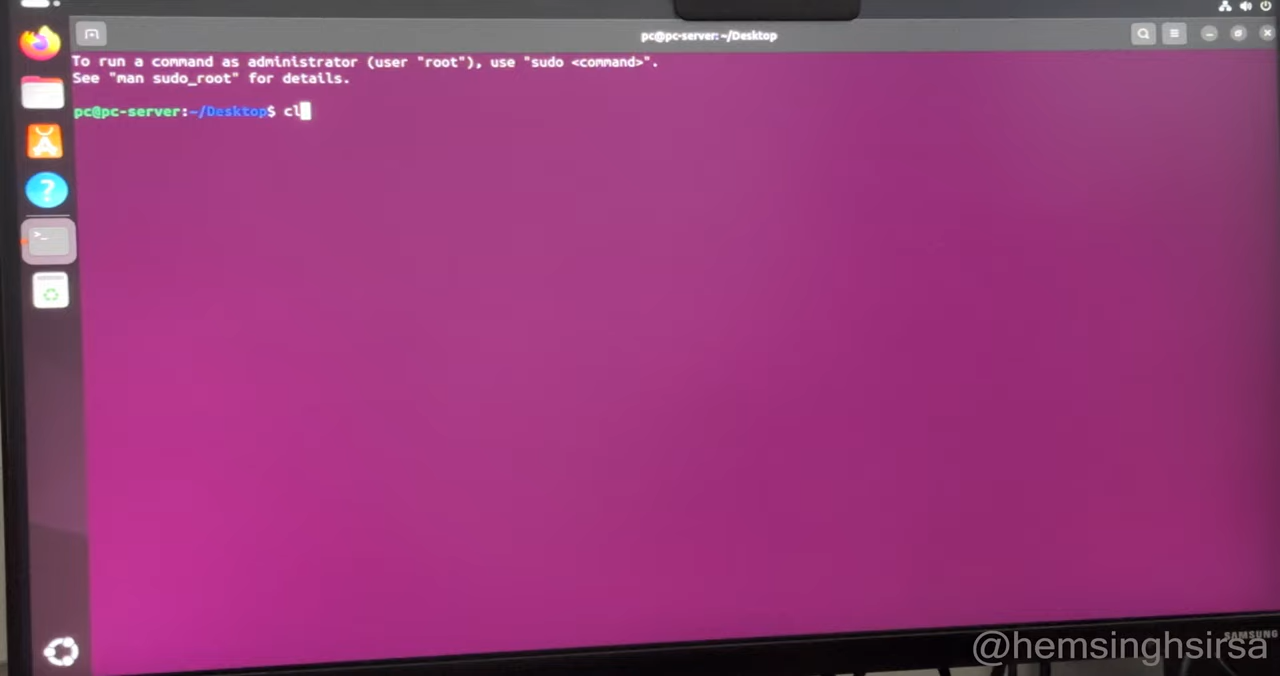 pc@pc-server: ~/Desktop
To run a command as administrator (user "root"), use "sudo <command>".
See "man sudo_root" for details.
pc@pc-server:~/Desktop$ cl
SAMSUNG
@hemsinghsirsa